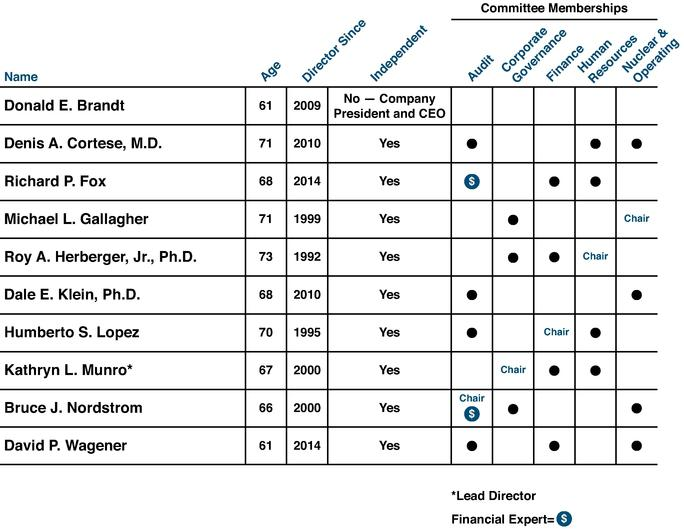 Committee Memberships
Name Age Director Since Independent Audit Corporate Governance Finance Human Resources Nuclear & Operating
Donald E. Brandt 61 2009 No — Company President and CEO
Denis A. Cortese, M.D. 71 2010 Yes ● ● ●
Richard P. Fox 68 2014 Yes $ ● ●
Michael L. Gallagher 71 1999 Yes ● Chair
Roy A. Herberger, Jr., Ph.D. 73 1992 Yes ● ● Chair
Dale E. Klein, Ph.D. 68 2010 Yes ● ●
Humberto S. Lopez 70 1995 Yes ● Chair ●
Kathryn L. Munro* 67 2000 Yes Chair ● ●
Bruce J. Nordstrom 66 2000 Yes Chair $ ● ●
David P. Wagener 61 2014 Yes ● ● ●
*Lead Director
Financial Expert= $